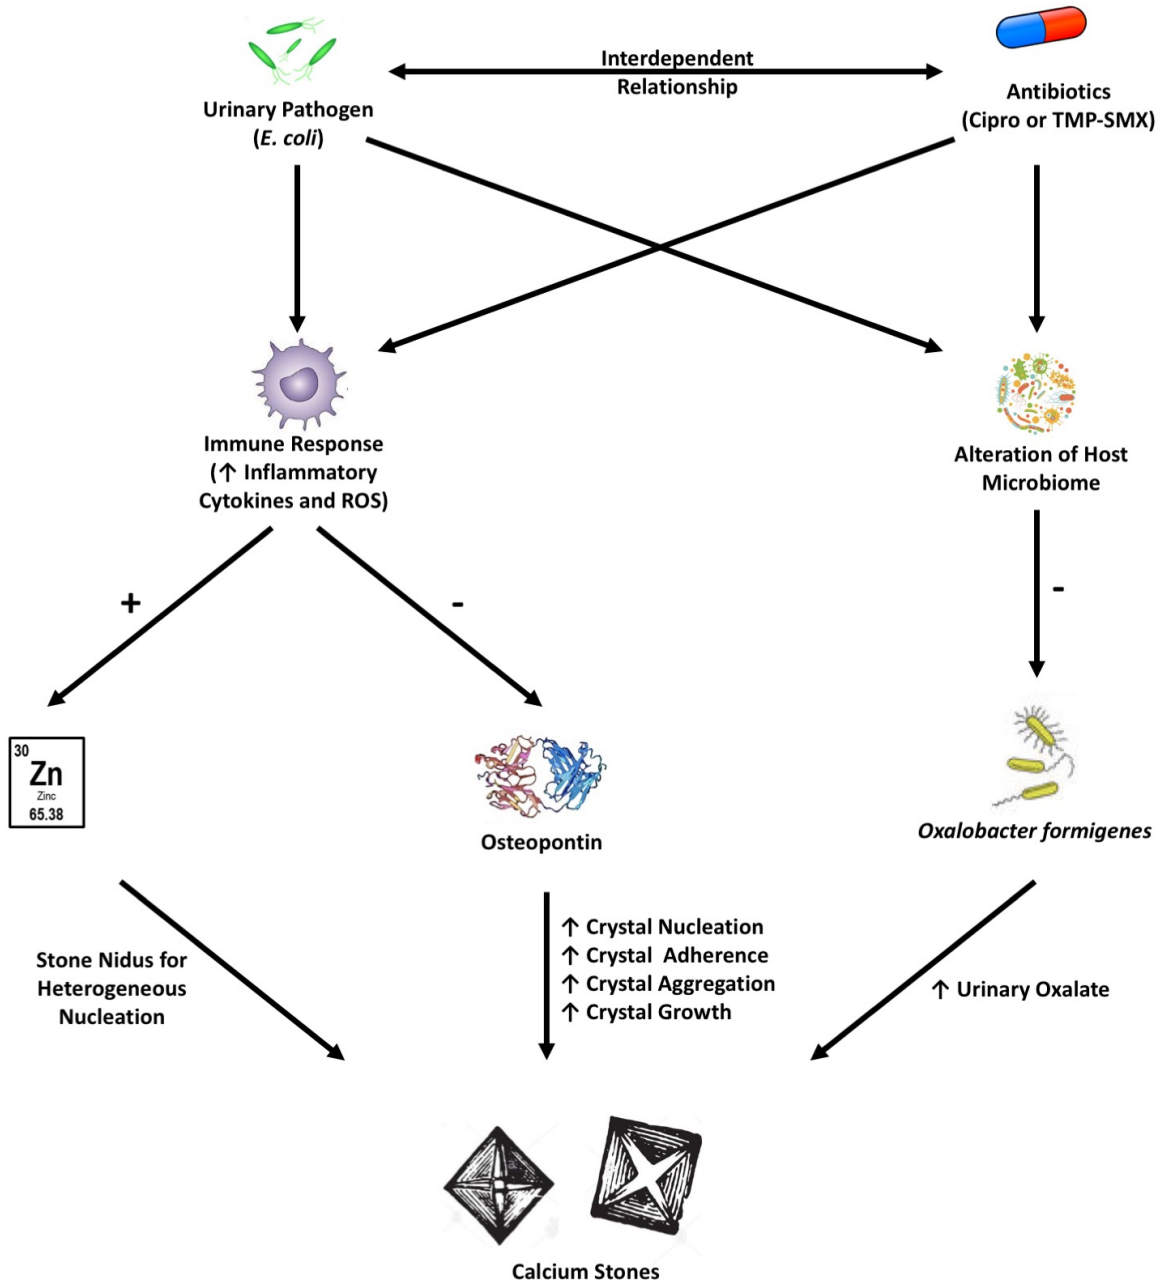 Interdependent
Relationship
Urinary Pathogen
(E. coli)
Antibiotics
(Cipro or TMP-SMX)
Immune Response
(↑ Inflammatory
Cytokines and ROS)
Alteration of Host
Microbiome
+
-
-
30
Zn
Zinc
65.38
Osteopontin
Oxalobacter formigenes
Stone Nidus for
Heterogeneous
Nucleation
↑ Crystal Nucleation
↑ Crystal Adherence
↑ Crystal Aggregation
↑ Crystal Growth
↑ Urinary Oxalate
Calcium Stones